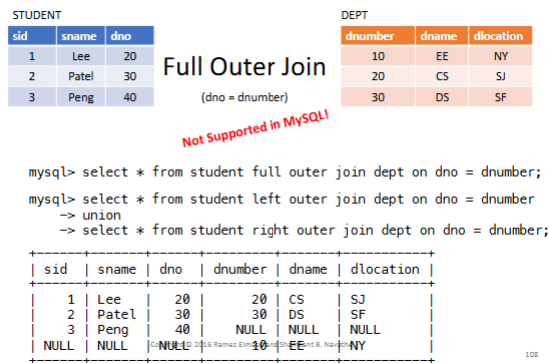 STUDENT
sid sname dno
1 Lee 20
2 Patel 30
3 Peng 40
Full Outer Join
(dno = dnumber)
Not Supported in MySQL!
DEPT
dnumber dname dlocation
10 EE NY
20 CS SJ
30 DS SF
mysql> select * from student full outer join dept on dno = dnumber;
mysql> select * from student left outer join dept on dno = dnumber
-> union
-> select * from student right outer join dept on dno = dnumber;
+------+-------+------+---------+-------+-----------+
| sid | sname | dno | dnumber | dname | dlocation |
+------+-------+------+---------+-------+-----------+
| 1 | Lee | 20 | 20 | CS | SJ |
| 2 | Patel | 30 | 30 | DS | SF |
| 3 | Peng | 40 | NULL | NULL | NULL |
| NULL | NULL | NULL | 10 | EE | NY |
+------+-------+------+---------+-------+-----------+
2016 Ramez B.
108